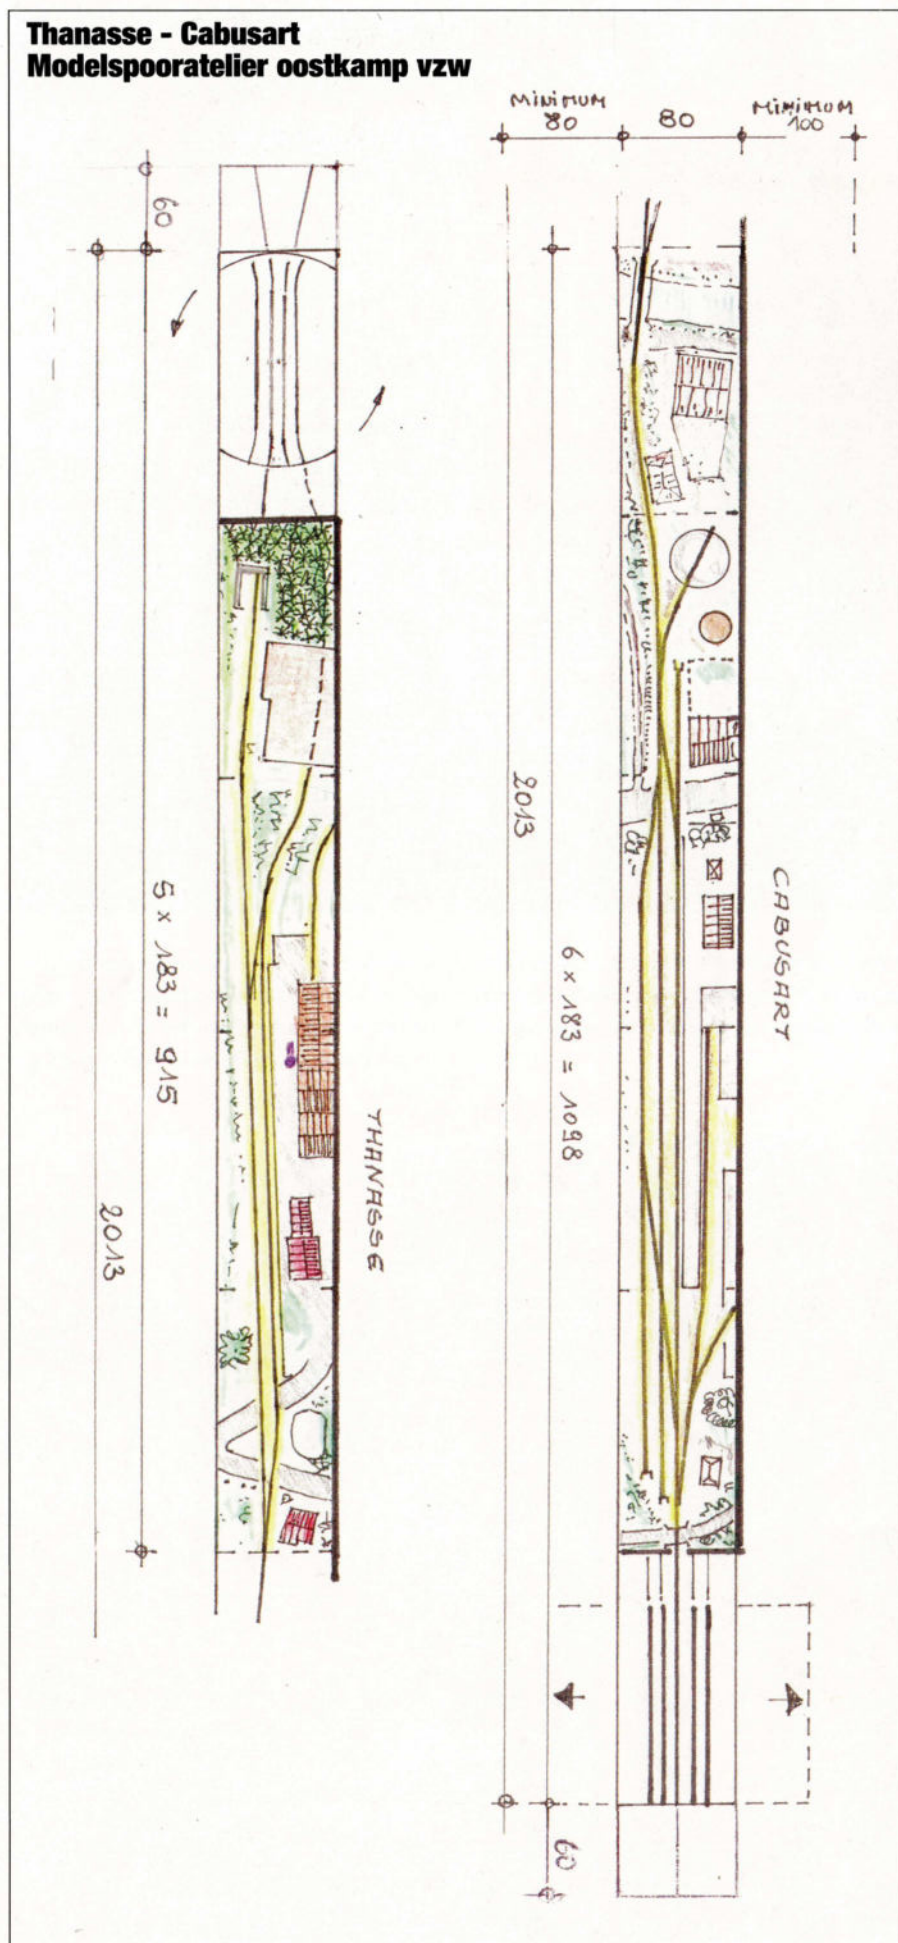 Thanasse - Cabusart
Modelspooratelier oostkamp vzw
MINIMUM 80
80
MINIMUM 100
60
5 x 183 = 915
2013
THANASSE
2013
6 x 183 = 1098
CABUSART
60